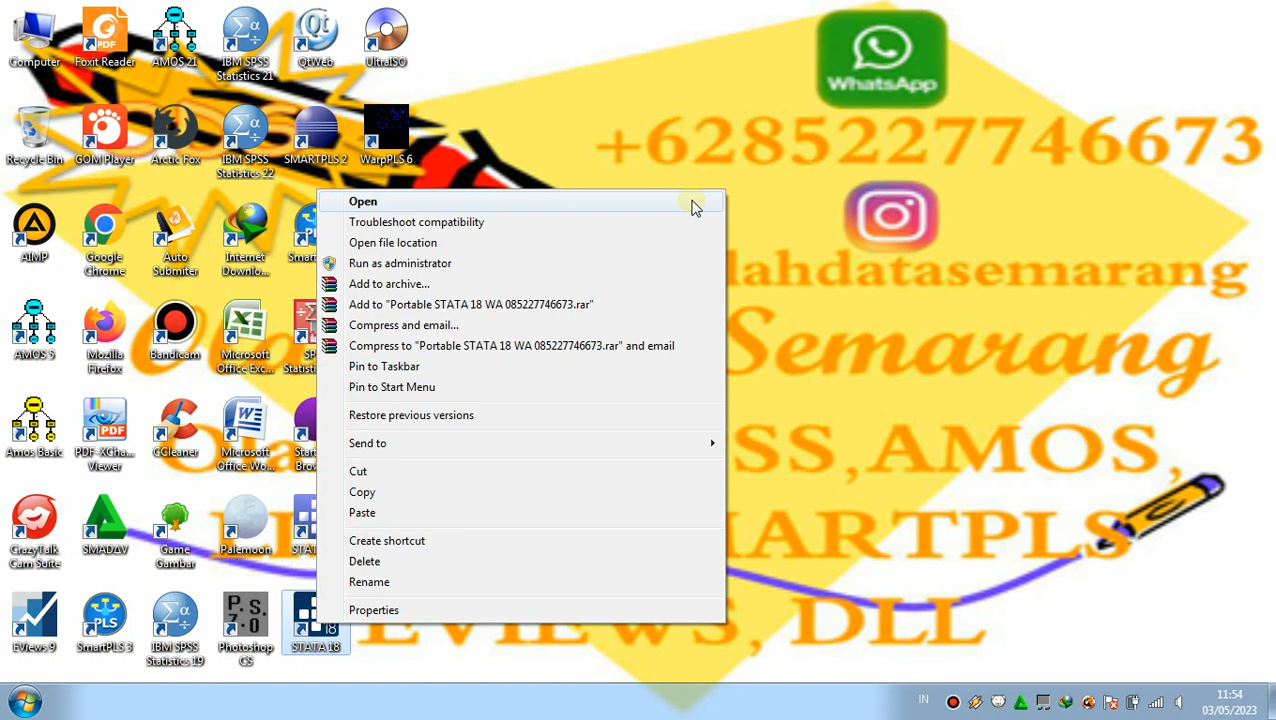 Computer
Foxit Reader
AMOS 21
IBM SPSS
Statistics 21
QtWeb
UltraISO
WhatsApp
+6285227746673
Recycle Bin
GOM Player
Arctic Fox
IBM SPSS
Statistics 22
SMARTPLS 2
WarpPLS 6
Open
Troubleshoot compatibility
Open file location
Run as administrator
Add to archive...
Add to "Portable STATA 18 WA 085227746673.rar"
Compress and email...
Compress to "Portable STATA 18 WA 085227746673.rar" and email
Pin to Taskbar
Pin to Start Menu
Restore previous versions
Send to
Cut
Copy
Paste
Create shortcut
Delete
Rename
Properties
AIMP
Google
Chrome
Auto
Submiter
Internet
Downlo...
lahdatasemarang
AMOS 5
Mozilla
Firefox
Bandicam
Microsoft
Office Exc...
Semarang
Amos Basic
PDF-XCha...
Viewer
CCleaner
Microsoft
Office Wo...
SS, AMOS,
CrazyTalk
Cam Suite
SMADΔV
Game
Gambar
Palemoon
MARTPLS
EViews 9
SmartPLS 3
IBM SPSS
Statistics 19
P.
S.
7.0
Photoshop
CS
18
STATA 18
EVIEWS, DLL
IN
11:54
03/05/2023